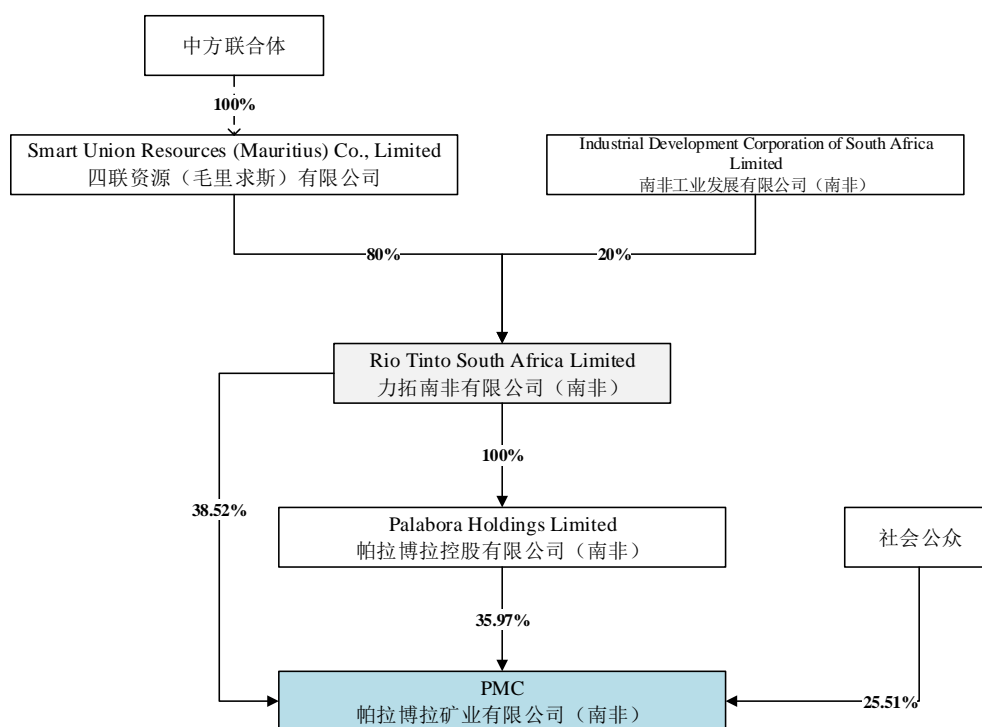 中方联合体
100%
Smart Union Resources (Mauritius) Co., Limited
四联资源（毛里求斯）有限公司
Industrial Development Corporation of South Africa
Limited
南非工业发展有限公司（南非）
80%
20%
Rio Tinto South Africa Limited
力拓南非有限公司（南非）
100%
38.52%
Palabora Holdings Limited
帕拉博拉控股有限公司（南非）
社会公众
35.97%
PMC
帕拉博拉矿业有限公司（南非）
25.51%